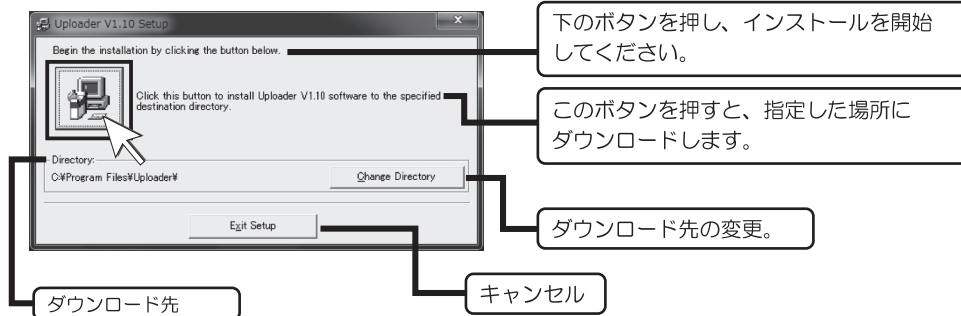 Uploader V1.10 Setup
Begin the installation by clicking the button below.
Click this button to install Uploader V1.10 software to the specified
destination directory.
Directory:
C:¥Program Files¥Uploader¥
Change Directory
Exit Setup
下のボタンを押し、インストールを開始
してください。
このボタンを押すと、指定した場所に
ダウンロードします。
ダウンロード先の変更。
キャンセル
ダウンロード先